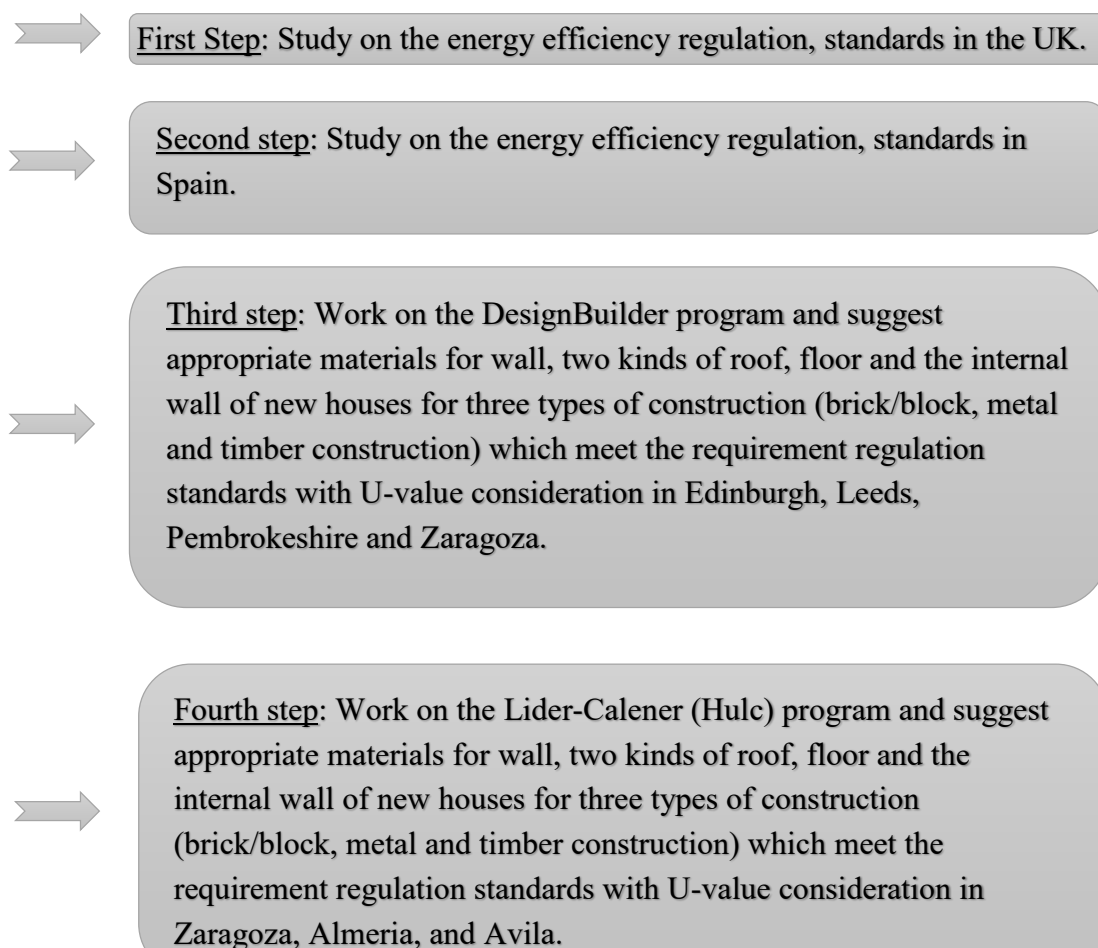 First Step: Study on the energy efficiency regulation, standards in the UK.
Second step: Study on the energy efficiency regulation, standards in
Spain.
Third step: Work on the DesignBuilder program and suggest
appropriate materials for wall, two kinds of roof, floor and the internal
wall of new houses for three types of construction (brick/block, metal
and timber construction) which meet the requirement regulation
standards with U-value consideration in Edinburgh, Leeds,
Pembrokeshire and Zaragoza.
Fourth step: Work on the Lider-Calener (Hulc) program and suggest
appropriate materials for wall, two kinds of roof, floor and the
internal wall of new houses for three types of construction
(brick/block, metal and timber construction) which meet the
requirement regulation standards with U-value consideration in
Zaragoza, Almeria, and Avila.